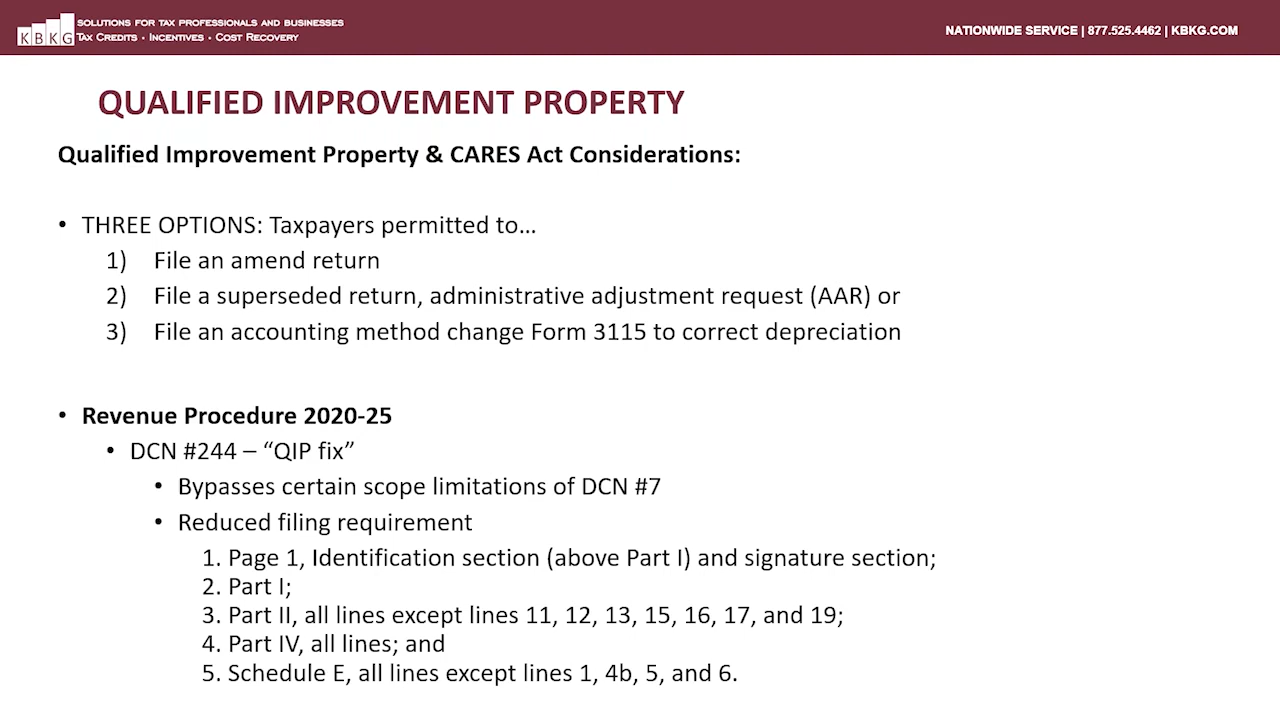 KBKG
SOLUTIONS FOR TAX PROFESSIONALS AND BUSINESSES
TAX CREDITS • INCENTIVES • COST RECOVERY
NATIONWIDE SERVICE | 877.525.4462 | KBKG.COM
QUALIFIED IMPROVEMENT PROPERTY
Qualified Improvement Property & CARES Act Considerations:
• THREE OPTIONS: Taxpayers permitted to…
1) File an amend return
2) File a superseded return, administrative adjustment request (AAR) or
3) File an accounting method change Form 3115 to correct depreciation
• Revenue Procedure 2020-25
• DCN #244 – “QIP fix”
• Bypasses certain scope limitations of DCN #7
• Reduced filing requirement
1. Page 1, Identification section (above Part I) and signature section;
2. Part I;
3. Part II, all lines except lines 11, 12, 13, 15, 16, 17, and 19;
4. Part IV, all lines; and
5. Schedule E, all lines except lines 1, 4b, 5, and 6.